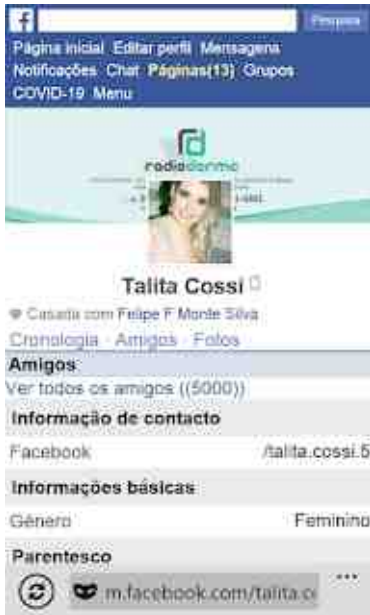 f
Pesquisa
Página inicial Editar perfil Mensagens
Notificações Chat Páginas(13) Grupos
COVID-19 Menu
radioderma
Talita Cossi
Casada com Felipe F Monte Silva
Cronologia · Amigos · Fotos
Amigos
Ver todos os amigos ((5000))
Informação de contacto
Facebook /talita.cossi.5
Informações básicas
Género Feminino
Parentesco
m.facebook.com/talita.co
...